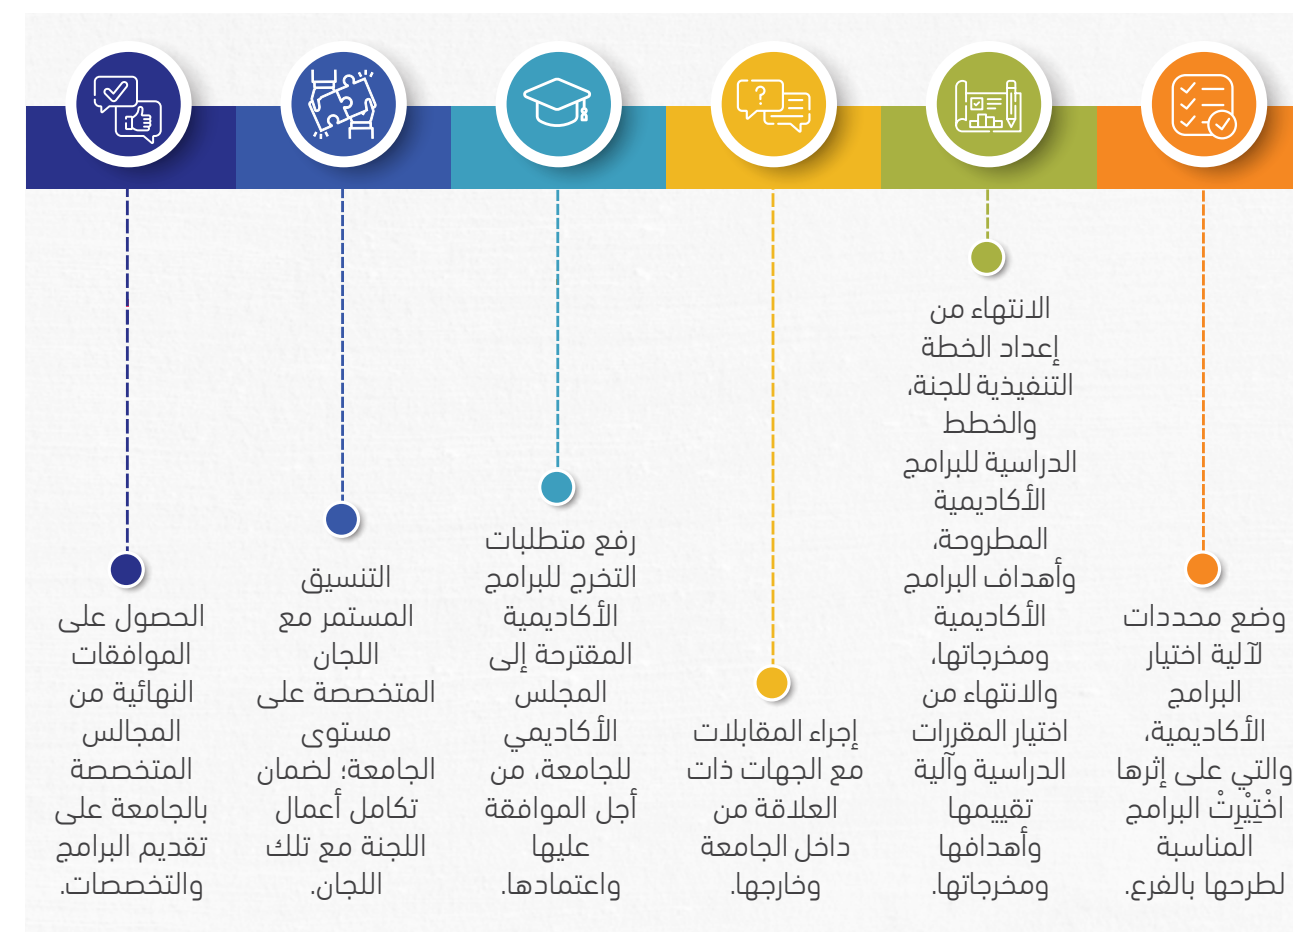 وضع محددات
لآلية اختيار
البرامج
الأكاديمية،
والتي على إثرها
اخْتِيْرِتْ البرامج
المناسبة
لطرحها بالفرع.
الانتهاء من
إعداد الخطة
التنفيذية للجنة،
والخطط
الدراسية للبرامج
الأكاديمية
المطروحة،
وأهداف البرامج
الأكاديمية
ومخرجاتها،
والانتهاء من
اختيار المقررات
الدراسية وآلية
تقييمها
وأهدافها
ومخرجاتها.
إجراء المقابلات
مع الجهات ذات
العلاقة من
داخل الجامعة
وخارجها.
رفع متطلبات
التخرج للبرامج
الأكاديمية
المقترحة إلى
المجلس
الأكاديمي
للجامعة، من
أجل الموافقة
عليها
واعتمادها.
التنسيق
المستمر مع
اللجان
المتخصصة على
مستوى
الجامعة؛ لضمان
تكامل أعمال
اللجنة مع تلك
اللجان.
الحصول على
الموافقات
النهائية من
المجالس
المتخصصة
بالجامعة على
تقديم البرامج
والتخصصات.